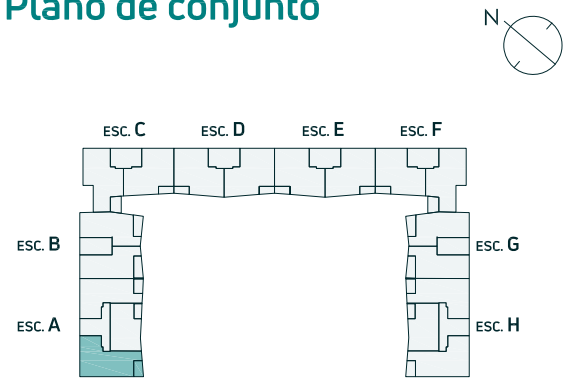 Plano de conjunto
N
ESC. C ESC. D ESC. E ESC. F
ESC. B ESC. G
ESC. A ESC. H